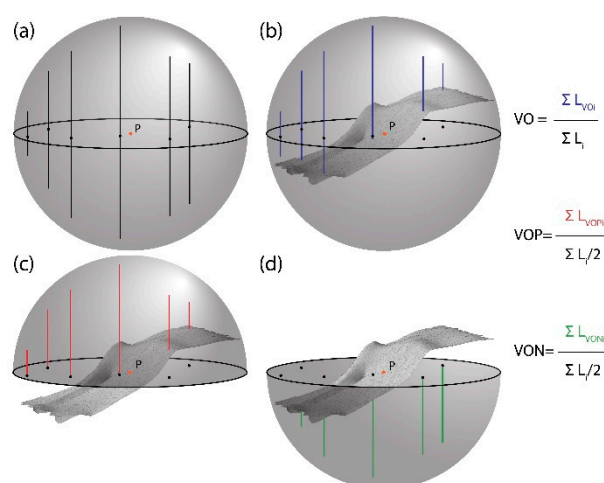 (a)
P
(b)
P
VO = Σ L_VOi / Σ L_i
VOP= Σ L_VOPi / Σ L_i/2
(c)
P
(d)
P
VON= Σ L_VONi / Σ L_i/2